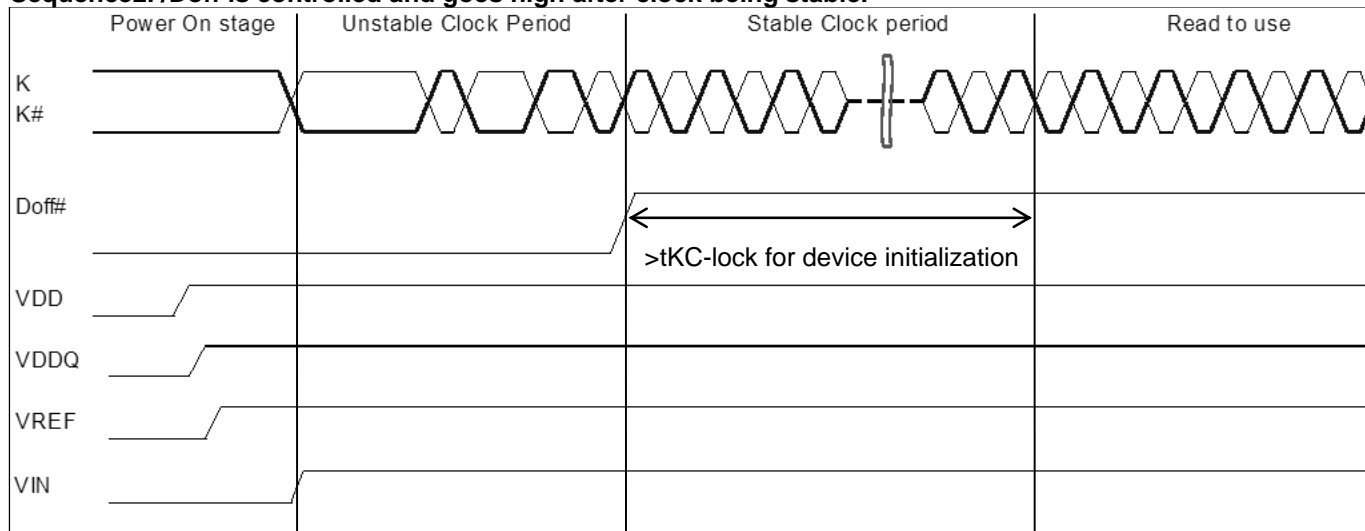 Sequence2. /Doff is controlled and goes high after clock being stable.
Power On stage Unstable Clock Period Stable Clock period Read to use
K
K#
Doff#
>tKC-lock for device initialization
VDD
VDDQ
VREF
VIN